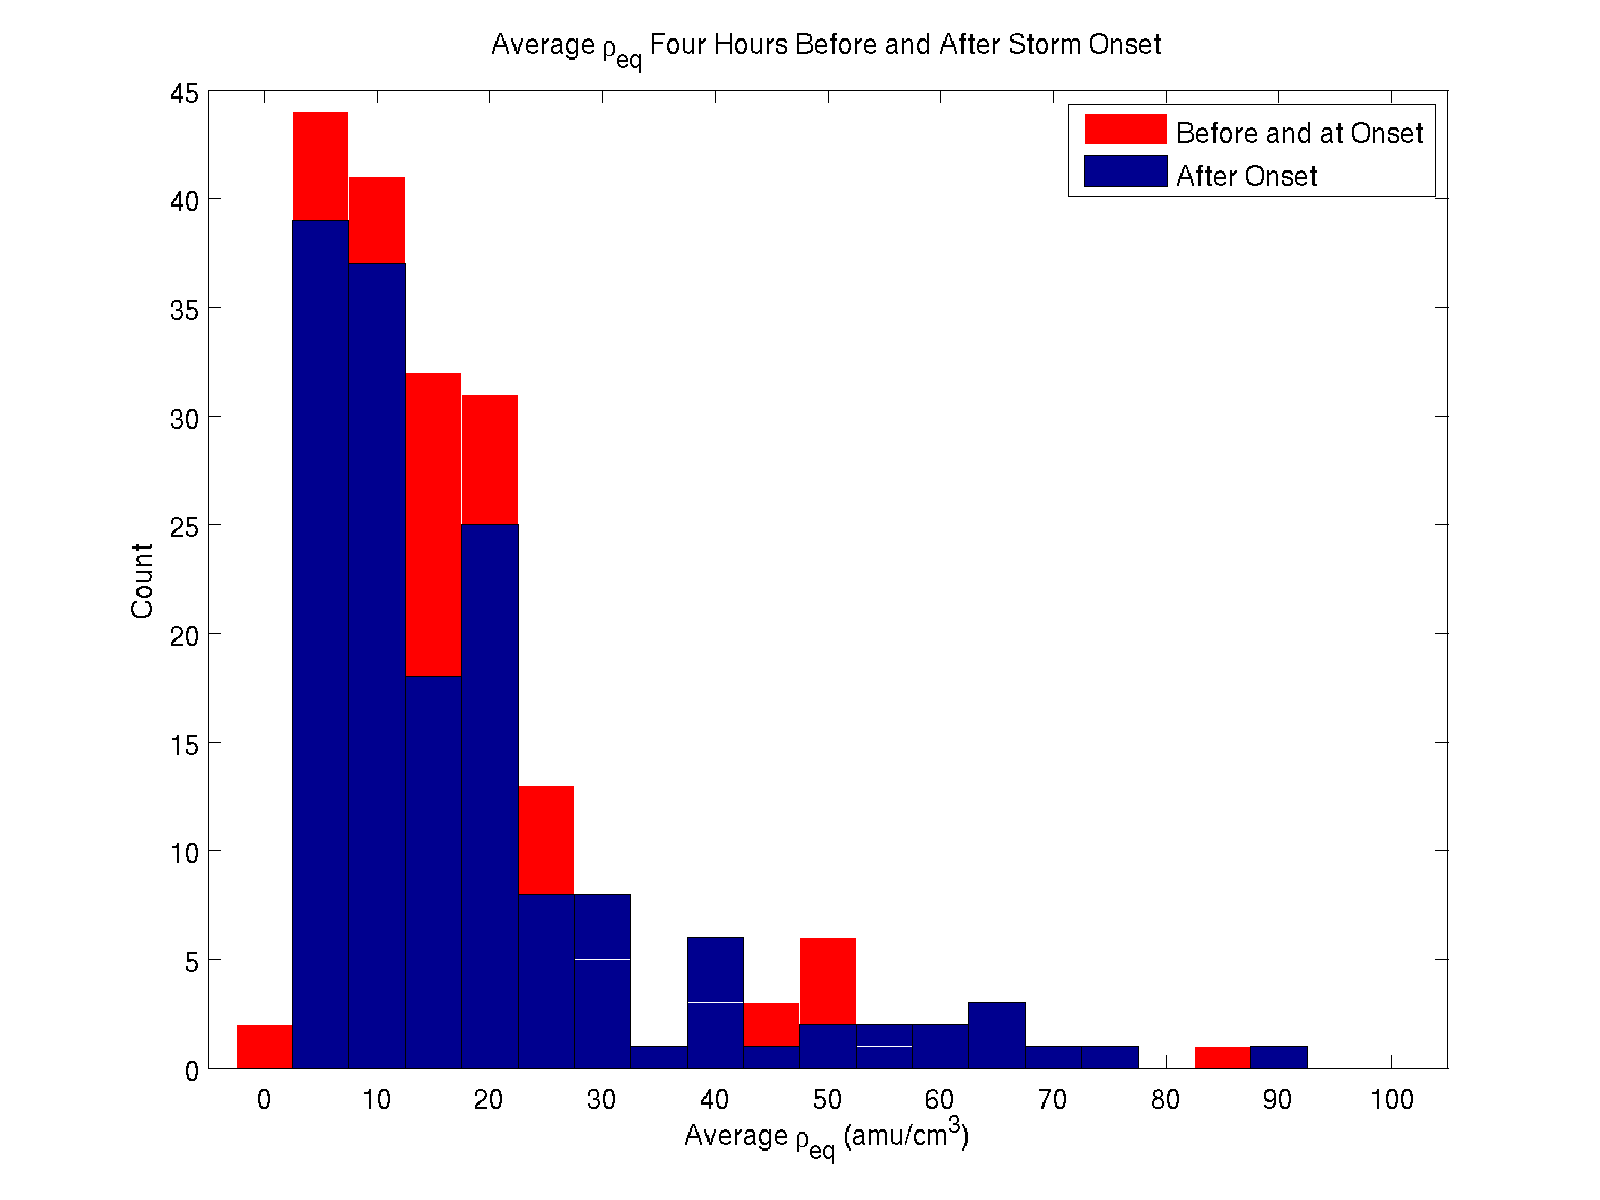 Average ρeq Four Hours Before and After Storm Onset
45
40
35
30
25
20
15
10
5
0
Count
Before and at Onset
After Onset
0 10 20 30 40 50 60 70 80 90 100
Average ρeq (amu/cm3)